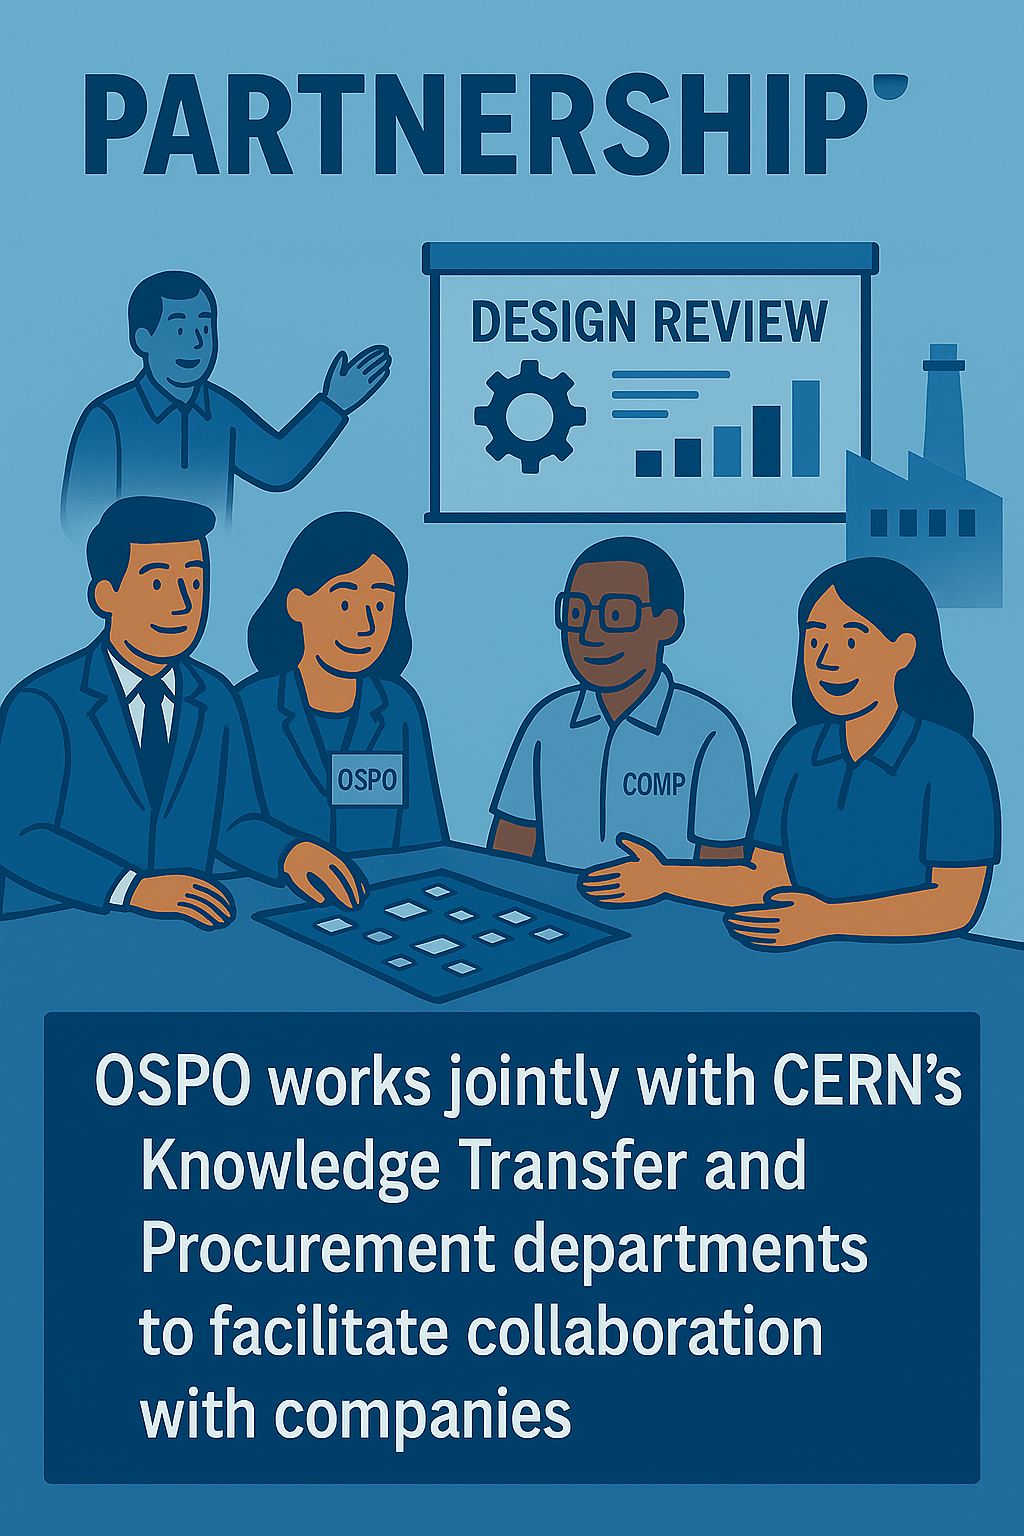 PARTNERSHIP
DESIGN REVIEW
OSPO
COMP
OSPO works jointly with CERN’s
Knowledge Transfer and
Procurement departments
to facilitate collaboration
with companies